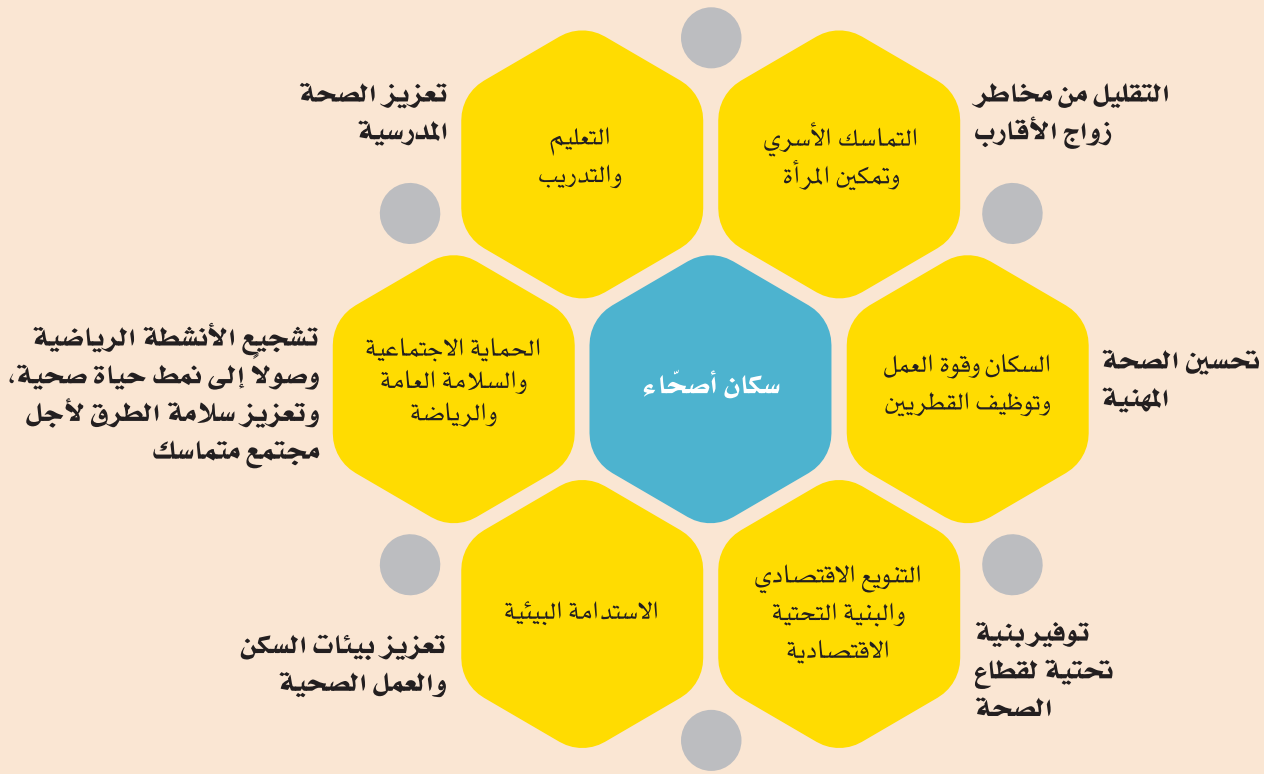 التقليل من مخاطر
زواج الأقارب
التماسك الأسري
وتمكين المرأة
التعليم
والتدريب
تعزيز الصحة
المدرسية
تحسين الصحة
المهنية
السكان وقوة العمل
وتوظيف القطريين
سكان أصحّاء
الحماية الاجتماعية
والسلامة العامة
والرياضة
تشجيع الأنشطة الرياضية
وصولاً إلى نمط حياة صحية،
وتعزيز سلامة الطرق لأجل
مجتمع متماسك
توفير بنية
تحتية لقطاع
الصحة
التنويع الاقتصادي
والبنية التحتية
الاقتصادية
الاستدامة البيئية
تعزيز بيئات السكن
والعمل الصحية